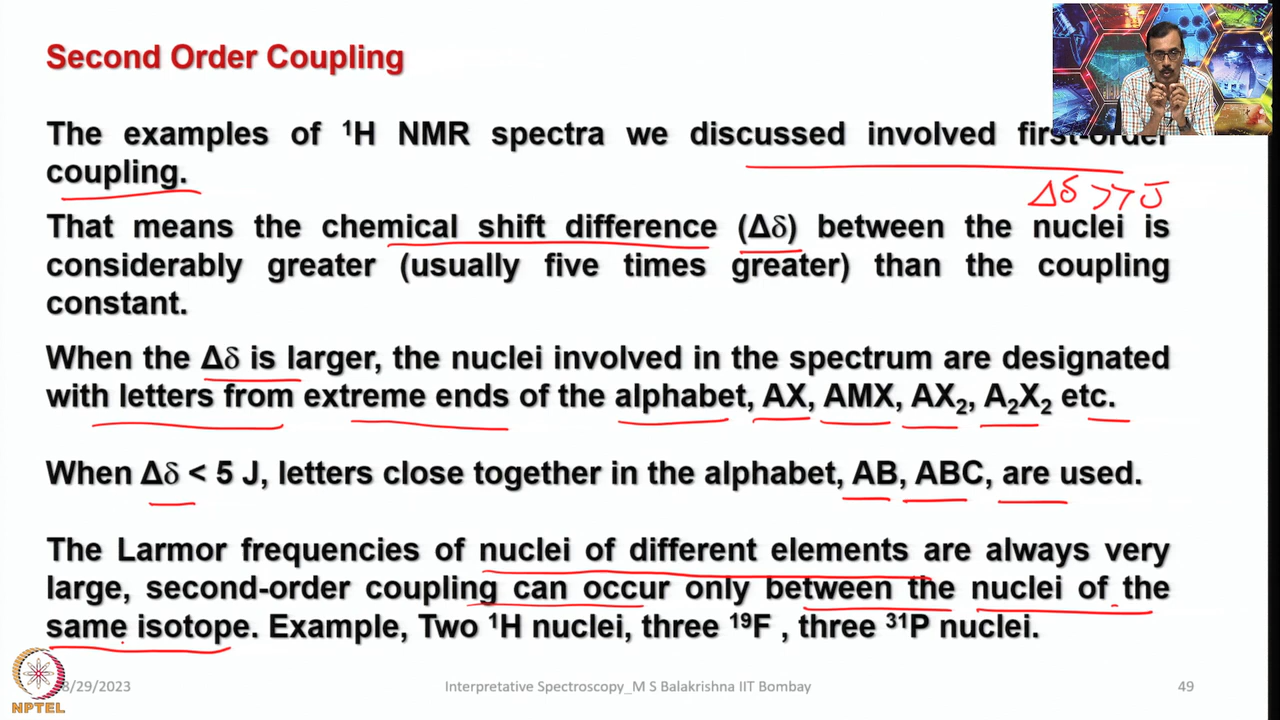 Second Order Coupling
The examples of ¹H NMR spectra we discussed involved first-order
coupling.
Δδ >> J
That means the chemical shift difference (Δδ) between the nuclei is
considerably greater (usually five times greater) than the coupling
constant.
When the Δδ is larger, the nuclei involved in the spectrum are designated
with letters from extreme ends of the alphabet, AX, AMX, AX₂, A₂X₂ etc.
When Δδ < 5 J, letters close together in the alphabet, AB, ABC, are used.
The Larmor frequencies of nuclei of different elements are always very
large, second-order coupling can occur only between the nuclei of the
same isotope. Example, Two ¹H nuclei, three ¹⁹F , three ³¹P nuclei.
8/29/2023 Interpretative Spectroscopy_M S Balakrishna IIT Bombay 49
NPTEL